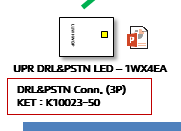 UPR DRL&PSTN LED – 1WX4EA
DRL&PSTN Conn. (3P)
KET : K10023-50